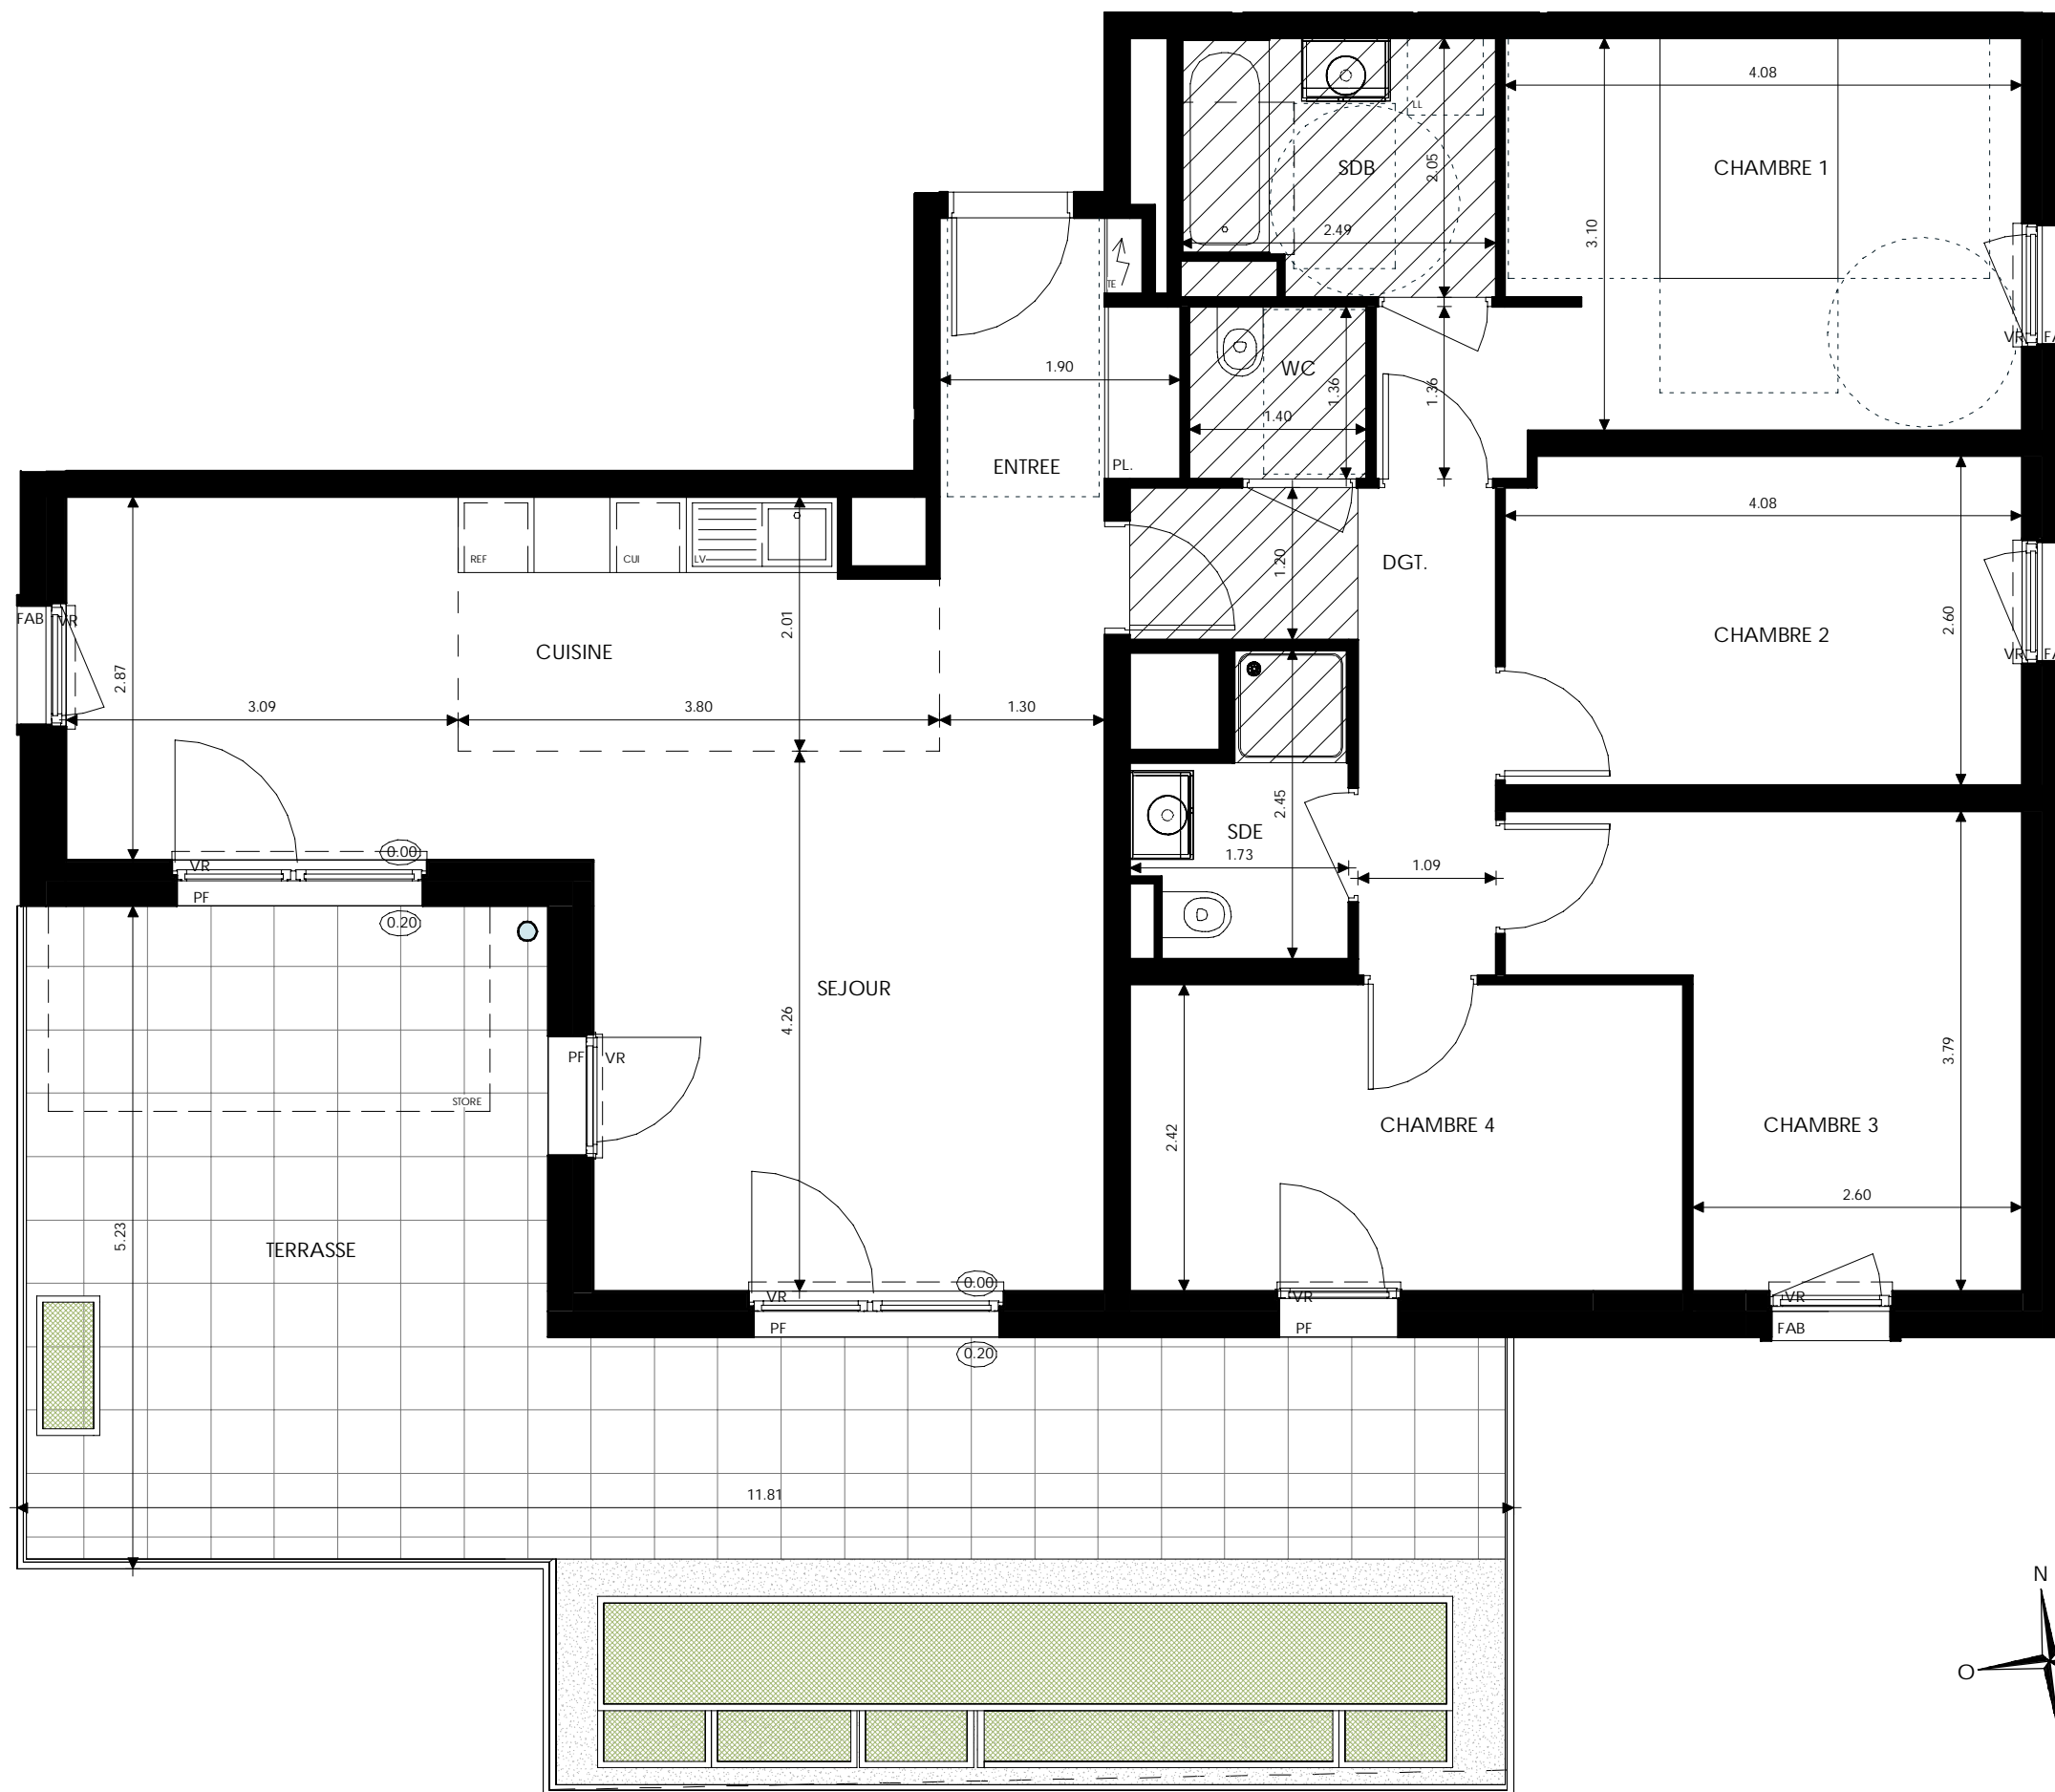 4.08
LL
SDB
2.05
CHAMBRE 1
2.49
3.10
TE
VR
1.90
WC
1.36
1.36
1.40
ENTREE
PL.
4.08
REF
CUI
LV
1.20
DGT.
FAB
VR
2.01
CUISINE
2.60
CHAMBRE 2
VR
2.87
3.09
3.80
1.30
2.45
SDE
1.73
1.09
0.00
VR
PF
0.20
SEJOUR
4.26
PF
VR
STORE
3.79
2.42
CHAMBRE 4
CHAMBRE 3
2.60
5.23
TERRASSE
0.00
VR
VR
VR
PF
PF
FAB
0.20
11.81
N
O